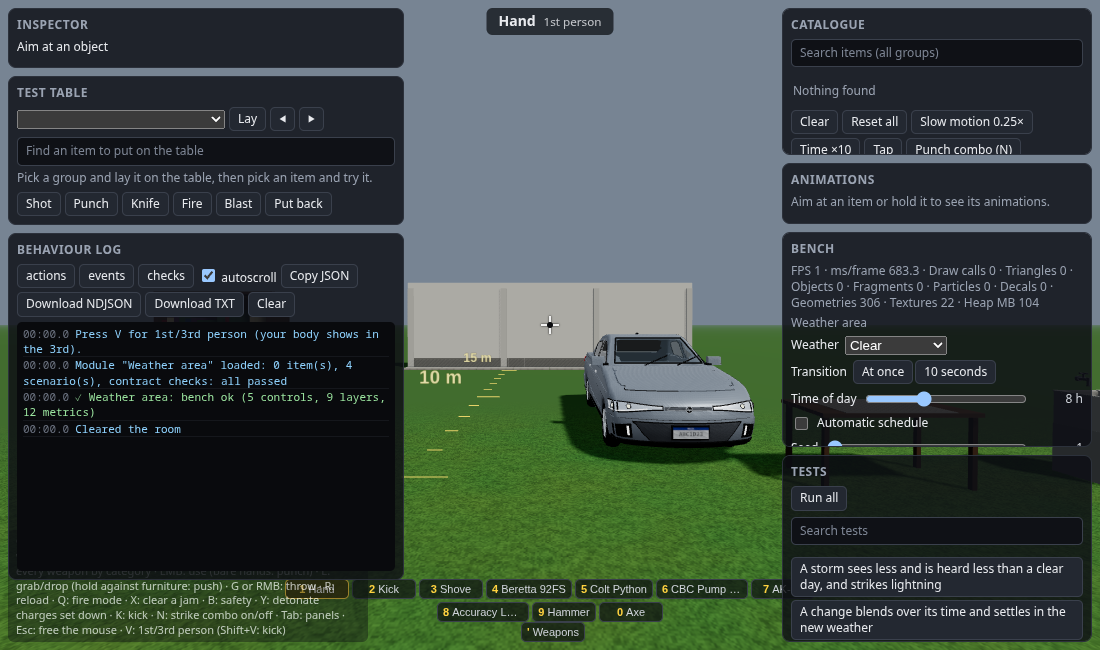 INSPECTOR
Aim at an object
TEST TABLE
Lay ◄ ►
Find an item to put on the table
Pick a group and lay it on the table, then pick an item and try it.
Shot Punch Knife Fire Blast Put back
BEHAVIOUR LOG
actions events checks autoscroll Copy JSON
Download NDJSON Download TXT Clear
00:00.0 Press V for 1st/3rd person (your body shows in
the 3rd).
00:00.0 Module "Weather area" loaded: 0 item(s), 4
scenario(s), contract checks: all passed
00:00.0 ✓ Weather area: bench ok (5 controls, 9 layers,
12 metrics)
00:00.0 Cleared the room
grab/drop (hold against furniture: push) · G or RMB: throw · R:
reload · Q: fire mode · X: clear a jam · B: safety · Y: detonate
charges set down · K: kick · N: strike combo on/off · Tab: panels ·
Esc: free the mouse · V: 1st/3rd person (Shift+V: kick)
Hand 1st person
15 m
10 m
1 Hand 2 Kick 3 Shove 4 Beretta 92FS 5 Colt Python 6 CBC Pump … 7
8 Accuracy L… 9 Hammer 0 Axe
' Weapons
CATALOGUE
Search items (all groups)
Nothing found
Clear Reset all Slow motion 0.25×
Time ×10 Tap Punch combo (N)
ANIMATIONS
Aim at an item or hold it to see its animations.
BENCH
FPS 1 · ms/frame 683.3 · Draw calls 0 · Triangles 0 ·
Objects 0 · Fragments 0 · Particles 0 · Decals 0 ·
Geometries 306 · Textures 22 · Heap MB 104
Weather area
Weather Clear
Transition At once 10 seconds
Time of day 8 h
Automatic schedule
Seed 1
TESTS
Run all
Search tests
A storm sees less and is heard less than a clear
day, and strikes lightning
A change blends over its time and settles in the
new weather